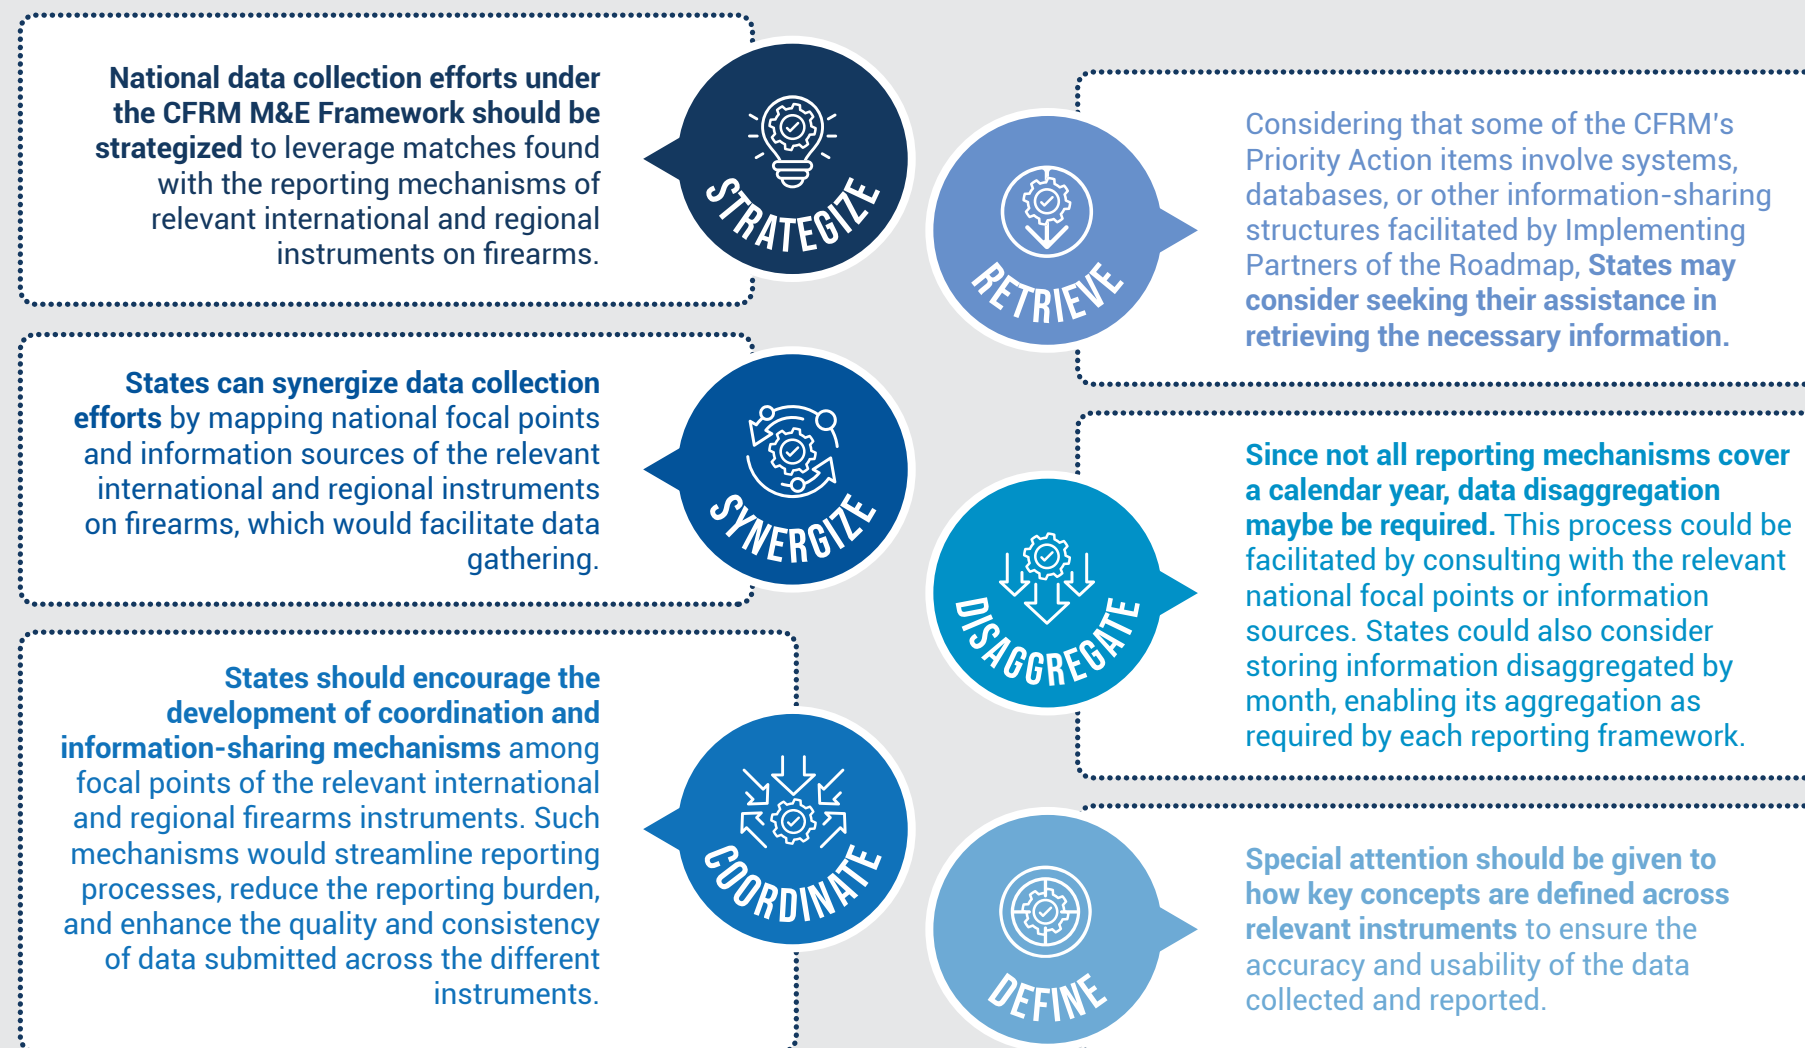 National data collection efforts under
the CFRM M&E Framework should be
strategized to leverage matches found
with the reporting mechanisms of
relevant international and regional
instruments on firearms.
STRATEGIZE
States can synergize data collection
efforts by mapping national focal points
and information sources of the relevant
international and regional instruments
on firearms, which would facilitate data
gathering.
SYNERGIZE
States should encourage the
development of coordination and
information-sharing mechanisms among
focal points of the relevant international
and regional firearms instruments. Such
mechanisms would streamline reporting
processes, reduce the reporting burden,
and enhance the quality and consistency
of data submitted across the different
instruments.
COORDINATE
RETRIEVE
Considering that some of the CFRM's
Priority Action items involve systems,
databases, or other information-sharing
structures facilitated by Implementing
Partners of the Roadmap, States may
consider seeking their assistance in
retrieving the necessary information.
DISAGGREGATE
Since not all reporting mechanisms cover
a calendar year, data disaggregation
maybe be required. This process could be
facilitated by consulting with the relevant
national focal points or information
sources. States could also consider
storing information disaggregated by
month, enabling its aggregation as
required by each reporting framework.
DEFINE
Special attention should be given to
how key concepts are defined across
relevant instruments to ensure the
accuracy and usability of the data
collected and reported.